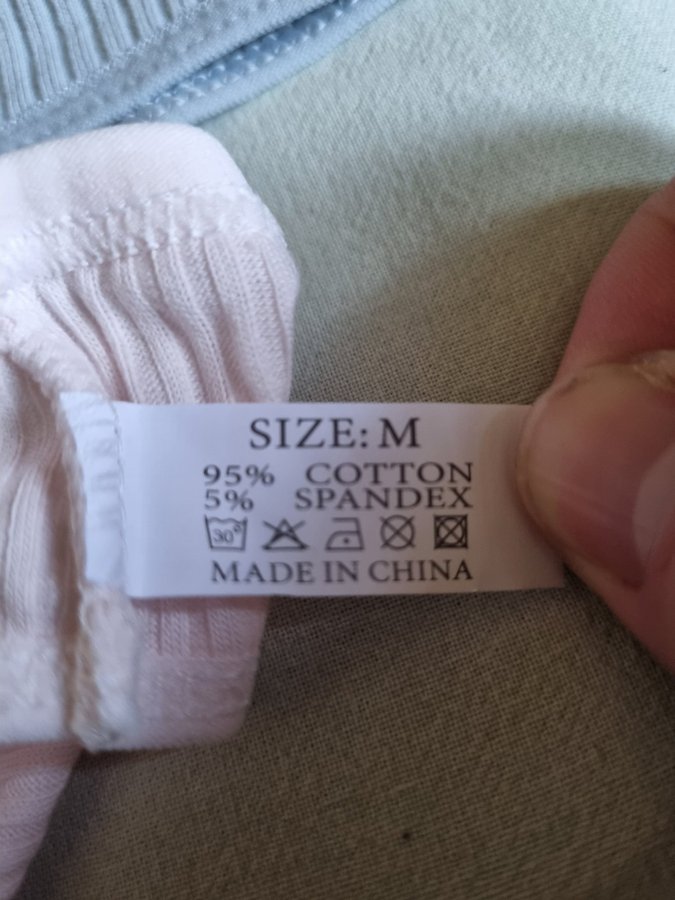 SIZE: M
95% COTTON
5% SPANDEX
30°
MADE IN CHINA